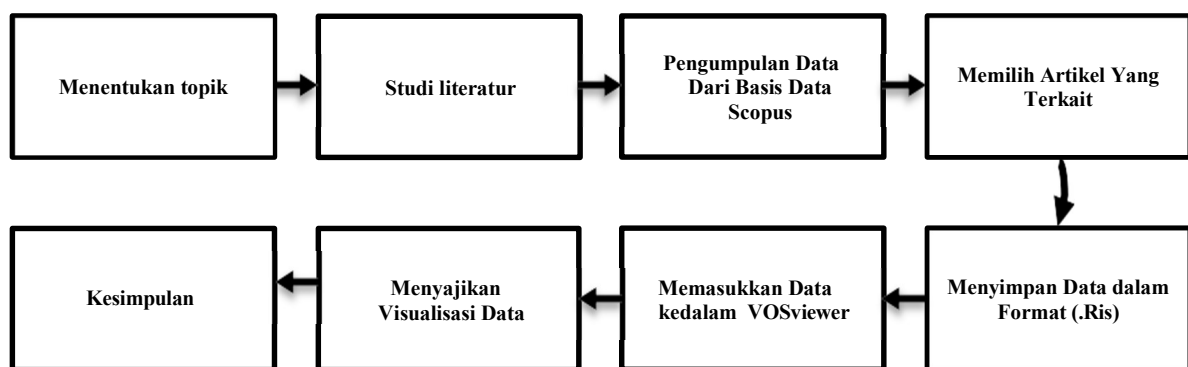 Menentukan topik
Studi literatur
Pengumpulan Data
Dari Basis Data
Scopus
Memilih Artikel Yang
Terkait
Menyimpan Data dalam
Format (.Ris)
Memasukkan Data
kedalam VOSviewer
Menyajikan
Visualisasi Data
Kesimpulan